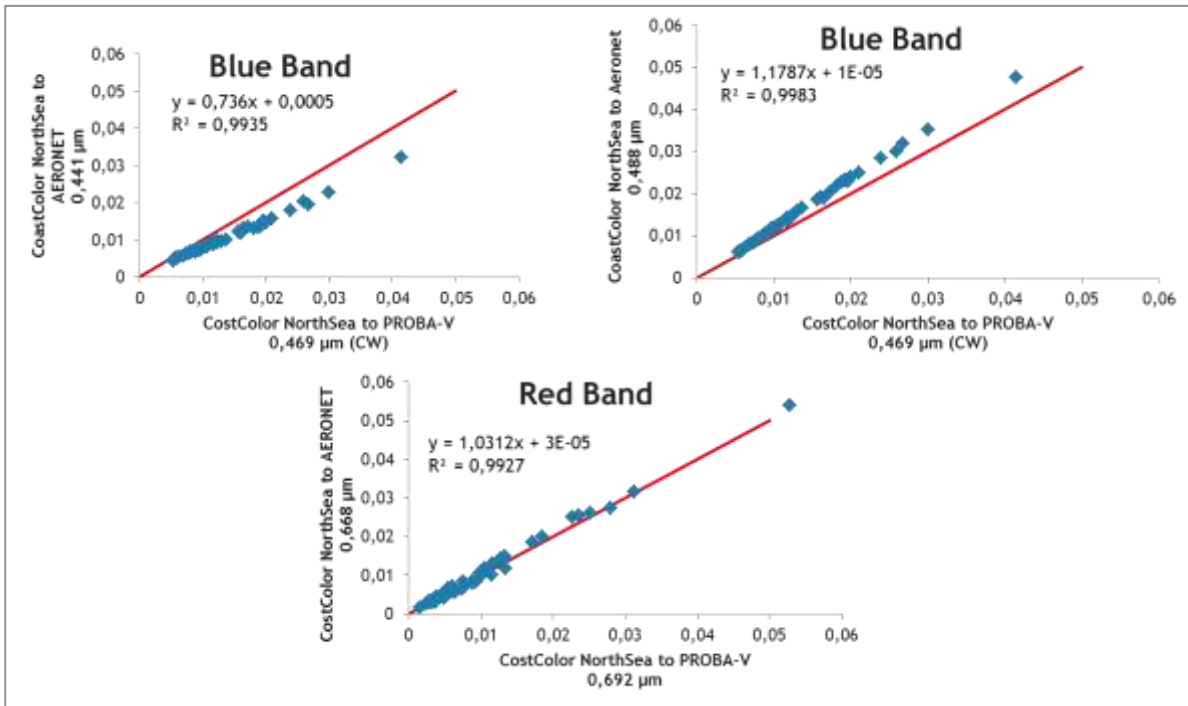 Blue Band
y = 0,736x + 0,0005
R² = 0,9935
CoastColor NorthSea to
AERONET
0,441 µm
0,06
0,05
0,04
0,03
0,02
0,01
0
0 0,01 0,02 0,03 0,04 0,05 0,06
CostColor NorthSea to PROBA-V
0,469 µm (CW)
Blue Band
y = 1,1787x + 1E-05
R² = 0,9983
CoastColor NorthSea to Aeronet
0,488 µm
0,06
0,05
0,04
0,03
0,02
0,01
0
0 0,01 0,02 0,03 0,04 0,05 0,06
CostColor NorthSea to PROBA-V
0,469 µm (CW)
Red Band
y = 1,0312x + 3E-05
R² = 0,9927
CostColor NorthSea to AERONET
0,668 µm
0,06
0,05
0,04
0,03
0,02
0,01
0
0 0,01 0,02 0,03 0,04 0,05 0,06
CostColor NorthSea to PROBA-V
0,692 µm